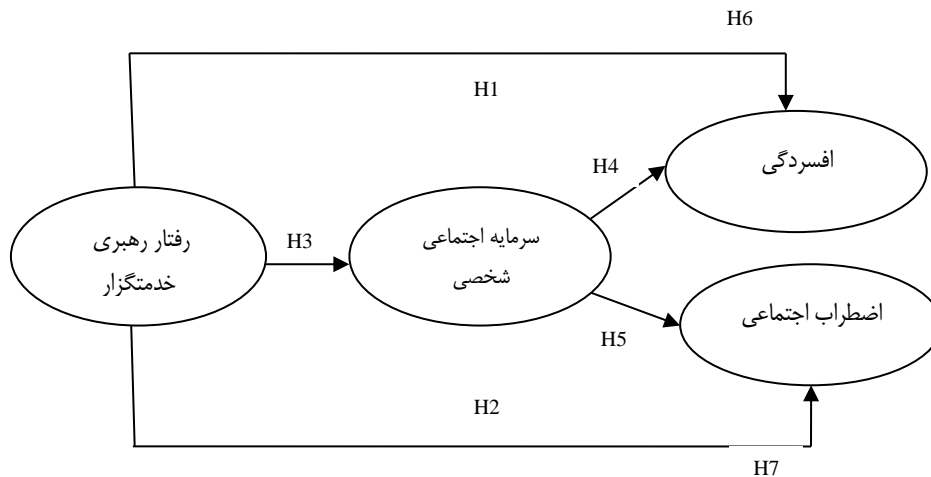 H6
H1
افسردگی
H4
رفتار رهبری
خدمتگزار
H3
سرمایه اجتماعی
شخصی
اضطراب اجتماعی
H5
H2
H7